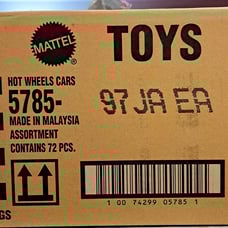 MATTEL
TOYS
HOT WHEELS CARS
5785-
97 JA EA
MADE IN MALAYSIA
ASSORTMENT
CONTAINS 72 PCS.
1 00 74299 05785 1
GS